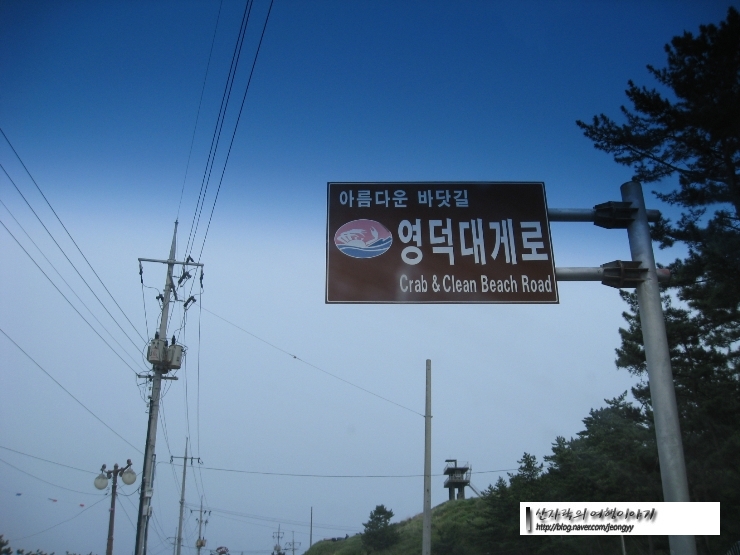 아름다운 바닷길
영덕대게로
Crab & Clean Beach Road
산자락의 여행이야기
http://blog.naver.com/jeongyy